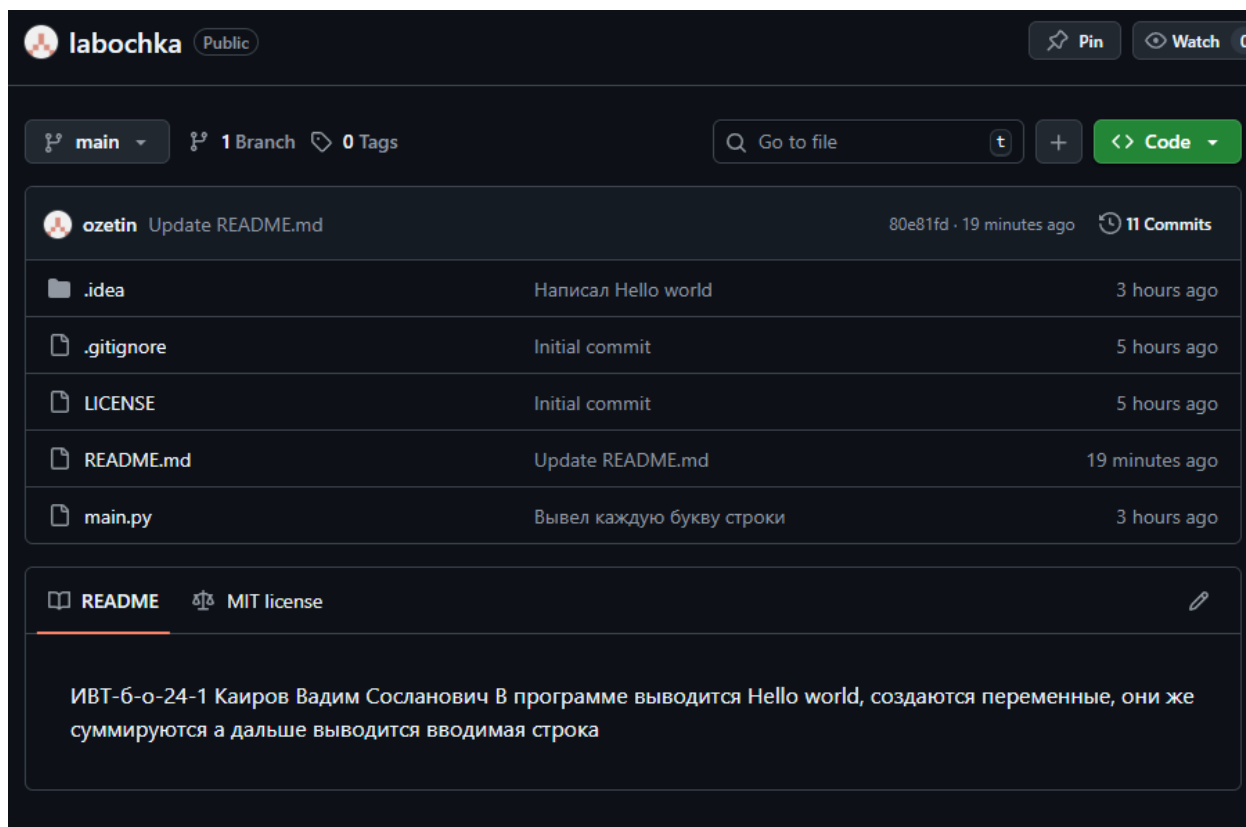 labochka Public Pin Watch 0
main 1 Branch 0 Tags Go to file t + <> Code
ozetin Update README.md 80e81fd · 19 minutes ago 11 Commits
.idea Написал Hello world 3 hours ago
.gitignore Initial commit 5 hours ago
LICENSE Initial commit 5 hours ago
README.md Update README.md 19 minutes ago
main.py Вывел каждую букву строки 3 hours ago
README MIT license
ИВТ-б-о-24-1 Каиров Вадим Сосланович В программе выводится Hello world, создаются переменные, они же
суммируются а дальше выводится вводимая строка